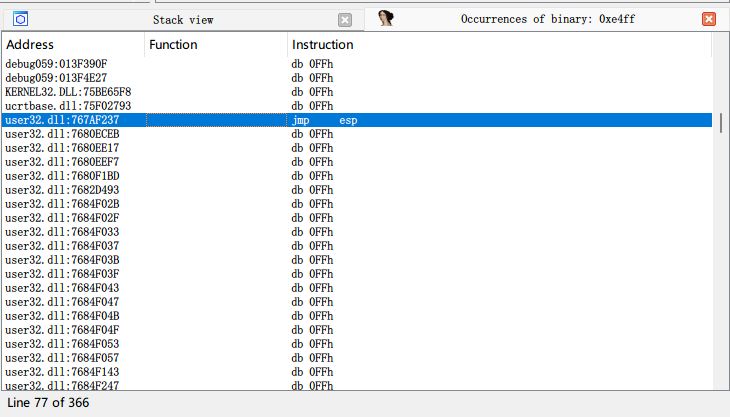 Stack view
Occurrences of binary: 0xe4ff
Address Function Instruction
debug059:013F390F db 0FFh
debug059:013F4E27 db 0FFh
KERNEL32.DLL:75BE65F8 db 0FFh
ucrtbase.dll:75F02793 db 0FFh
user32.dll:767AF237 jmp esp
user32.dll:7680ECEB db 0FFh
user32.dll:7680EE17 db 0FFh
user32.dll:7680EEF7 db 0FFh
user32.dll:7680F1BD db 0FFh
user32.dll:7682D493 db 0FFh
user32.dll:7684F02B db 0FFh
user32.dll:7684F02F db 0FFh
user32.dll:7684F033 db 0FFh
user32.dll:7684F037 db 0FFh
user32.dll:7684F03B db 0FFh
user32.dll:7684F03F db 0FFh
user32.dll:7684F043 db 0FFh
user32.dll:7684F047 db 0FFh
user32.dll:7684F04B db 0FFh
user32.dll:7684F04F db 0FFh
user32.dll:7684F053 db 0FFh
user32.dll:7684F057 db 0FFh
user32.dll:7684F143 db 0FFh
user32.dll:7684F247 db 0FFh
Line 77 of 366